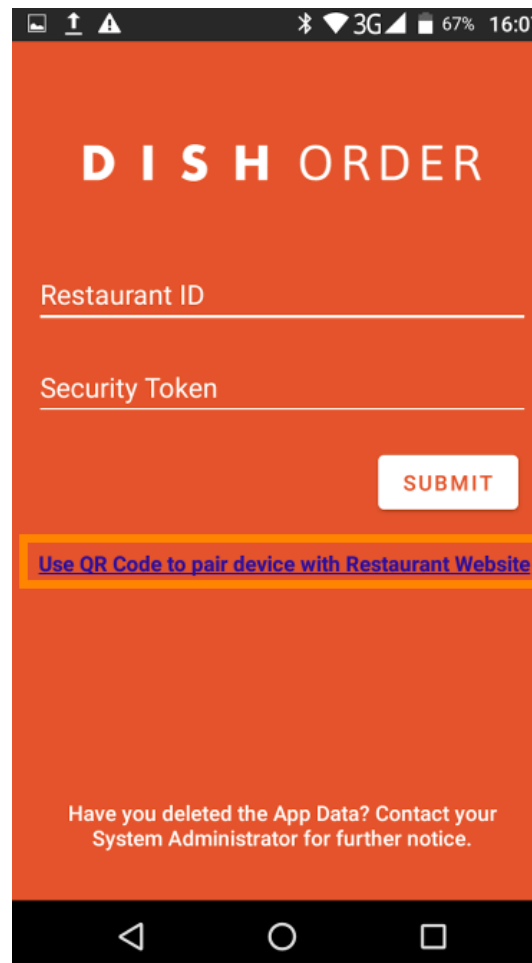 3G 67% 16:0
DISH ORDER
Restaurant ID
Security Token
SUBMIT
Use QR Code to pair device with Restaurant Website
Have you deleted the App Data? Contact your
System Administrator for further notice.